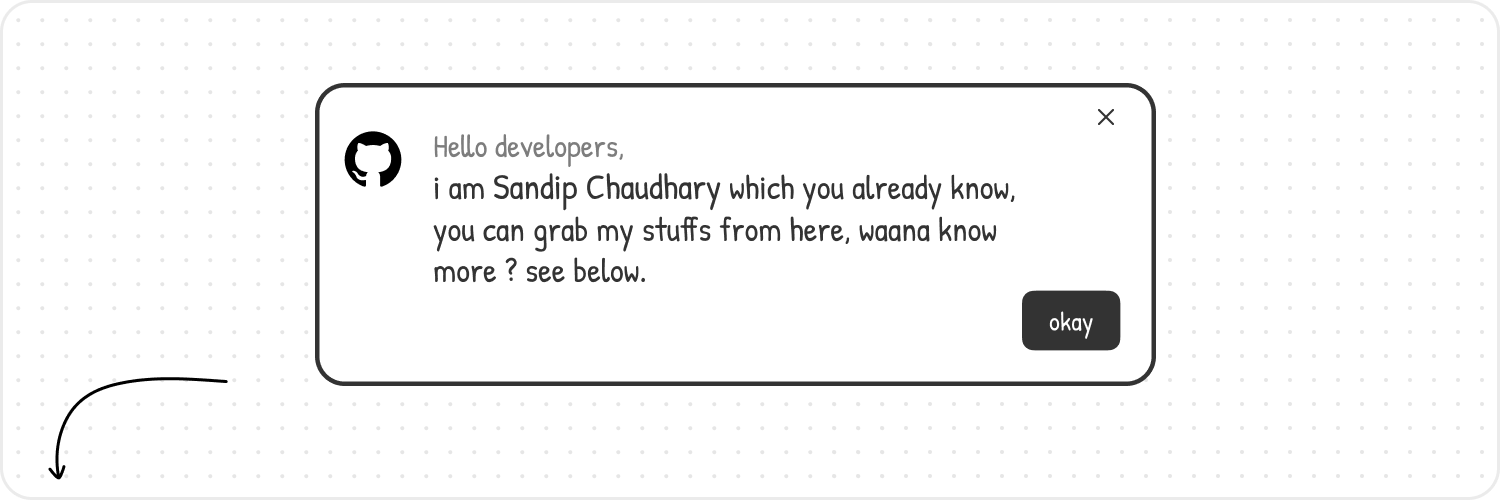 Hello developers,
i am Sandip Chaudhary which you already know,
you can grab my stuffs from here, waana know
more ? see below.
okay